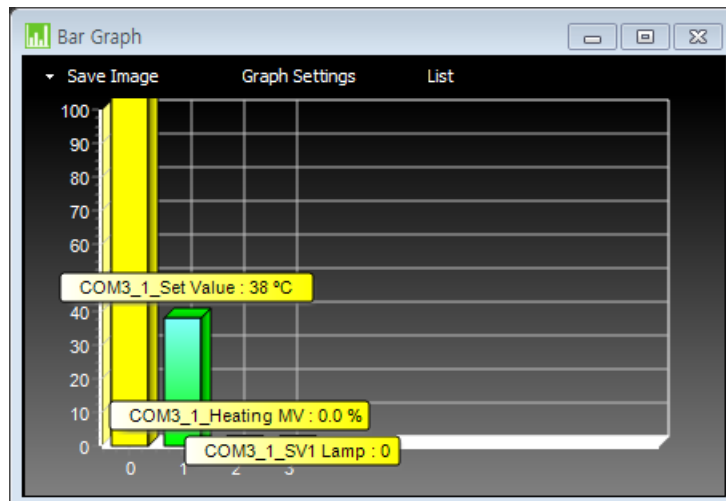 Bar Graph
Save Image Graph Settings List
100
90
80
70
60
COM3_1_Set Value : 38 ºC
40
30
20
10
COM3_1_Heating MV : 0.0 %
0
COM3_1_SV1 Lamp : 0
0 1 2 3